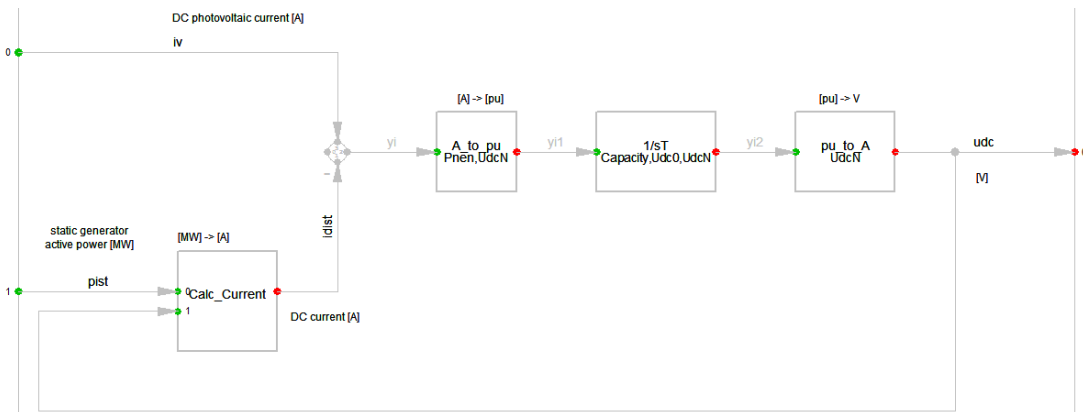 DC photovoltaic current [A]
iv
0
[A] -> [pu]
[pu] -> V
A_to_pu
Pnen,UdcN
1/sT
Capacity,Udc0,UdcN
pu_to_A
UdcN
yi
yi1
yi2
udc
[V]
–
idist
static generator
active power [MW]
[MW] -> [A]
pist
1
0
Calc_Current
1
DC current [A]